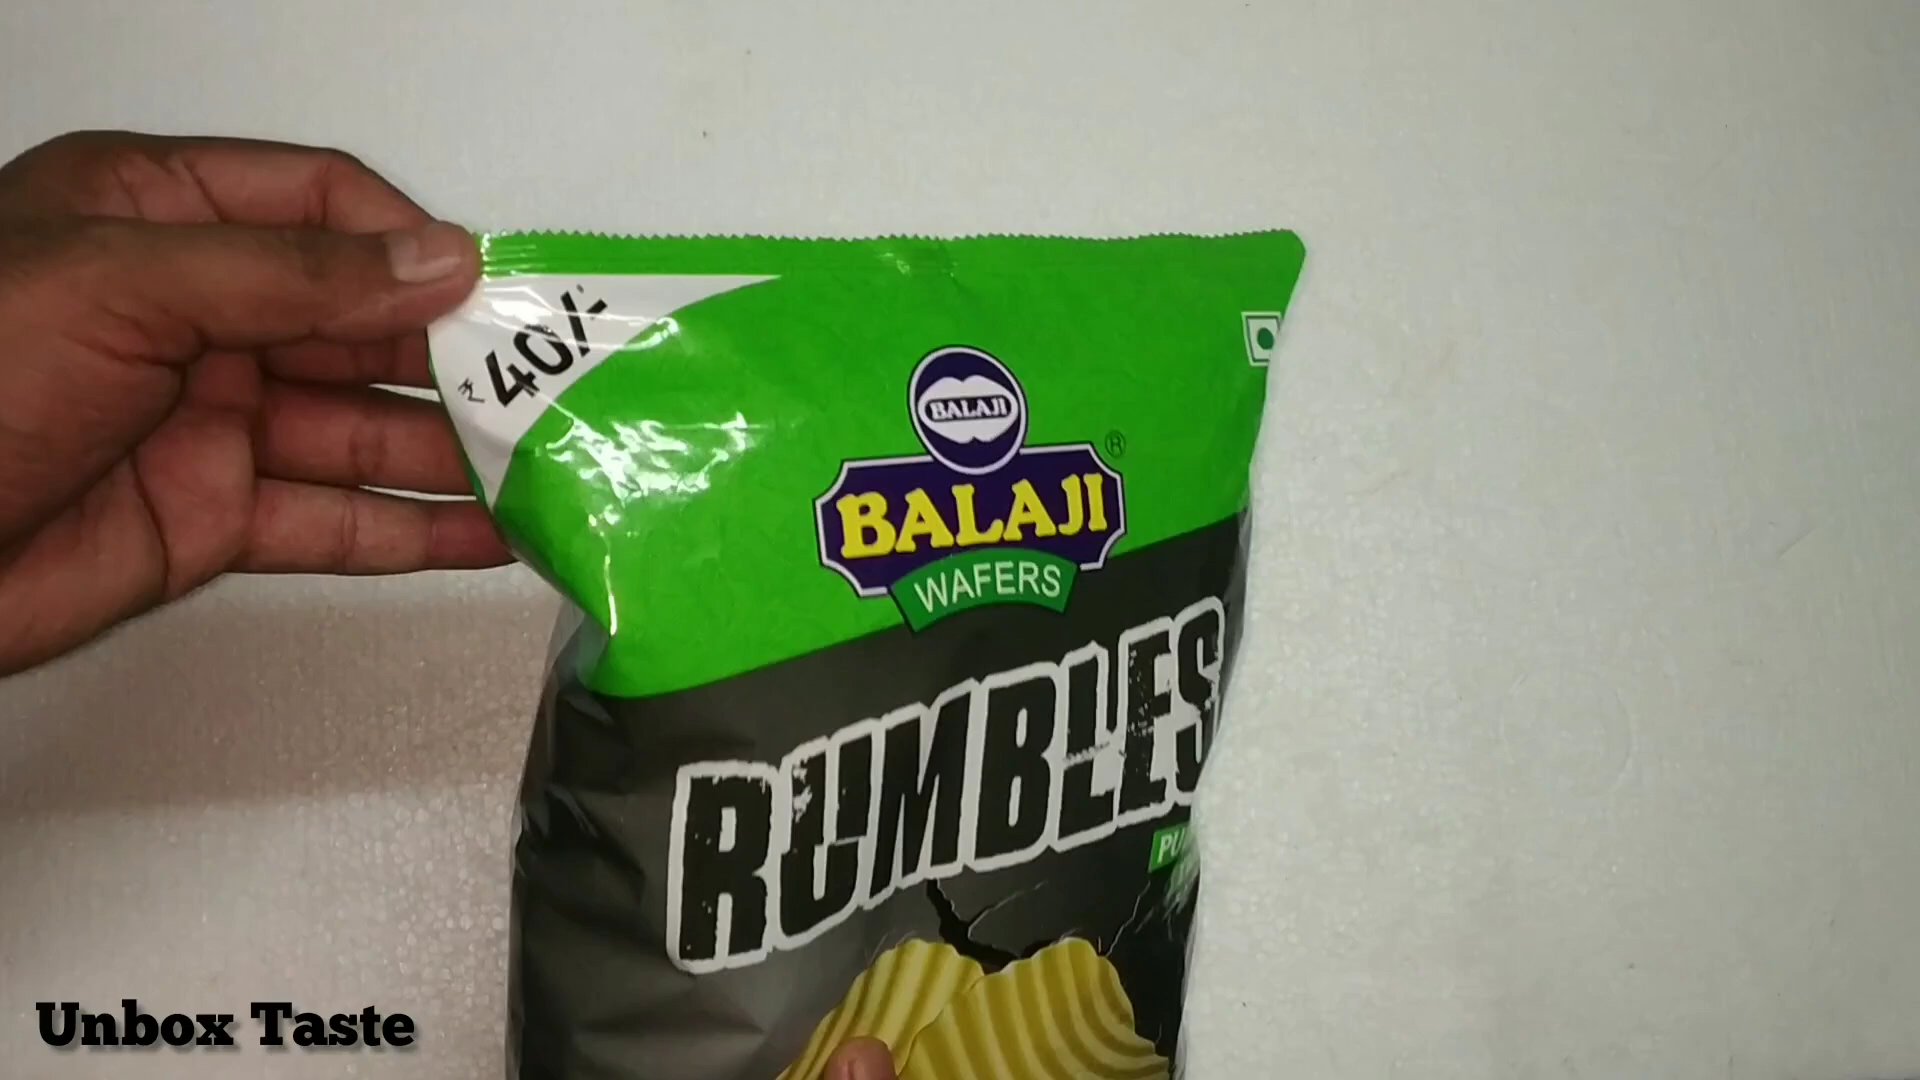 ₹ 40/-
BALAJI
®
BALAJI
WAFERS
RUMBLES
Unbox Taste